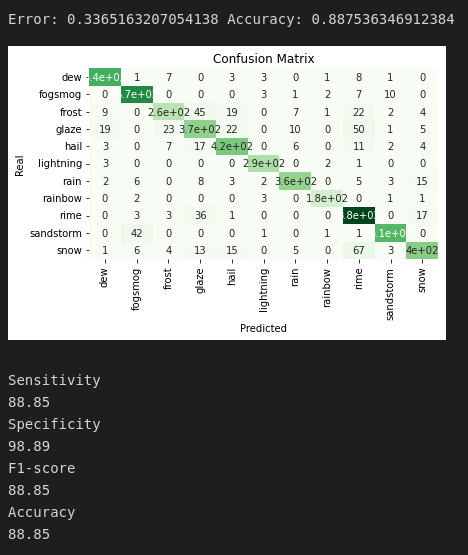 Error: 0.3365163207054138 Accuracy: 0.887536346912384
Confusion Matrix
dew .4e+0 1 7 0 3 3 0 1 8 1 0
fogsmog 0 .7e+0 0 0 0 3 1 2 7 10 0
frost 9 0 2.6e+02 45 19 0 7 1 22 2 4
glaze 19 0 23 3.7e+02 22 0 10 0 50 1 5
hail 3 0 7 17 4.2e+02 0 6 0 11 2 4
lightning 3 0 0 0 0 2.9e+02 0 2 1 0 0
rain 2 6 0 8 3 2 3.6e+02 0 5 3 15
rainbow 0 2 0 0 0 3 0 1.8e+02 0 1 1
rime 0 3 3 36 1 0 0 0 .8e+0 0 17
sandstorm 0 42 0 0 0 1 0 1 1 .1e+0 0
snow 1 6 4 13 15 0 5 0 67 3 4e+02
Real
dew fogsmog frost glaze hail lightning rain rainbow rime sandstorm snow
Predicted
Sensitivity
88.85
Specificity
98.89
F1-score
88.85
Accuracy
88.85